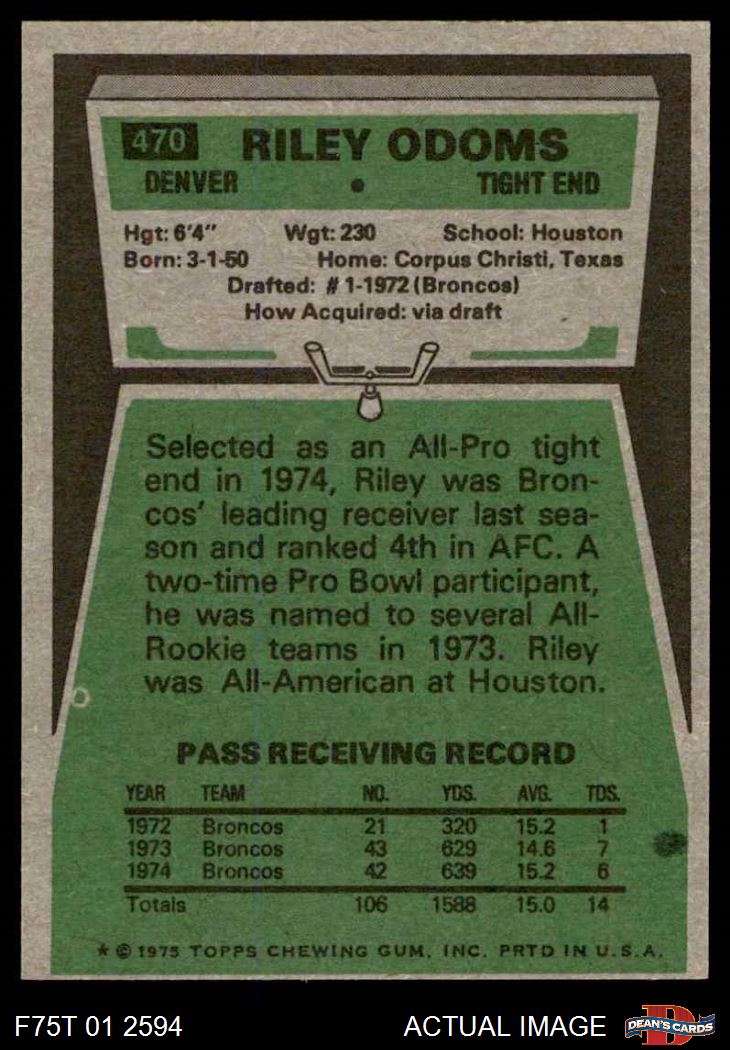 470 RILEY ODOMS
DENVER • TIGHT END
Hgt: 6'4" Wgt: 230 School: Houston
Born: 3-1-50 Home: Corpus Christi, Texas
Drafted: #1-1972 (Broncos)
How Acquired: via draft
Selected as an All-Pro tight
end in 1974, Riley was Bron-
cos' leading receiver last sea-
son and ranked 4th in AFC. A
two-time Pro Bowl participant,
he was named to several All-
Rookie teams in 1973. Riley
was All-American at Houston.
PASS RECEIVING RECORD
YEAR TEAM NO. YDS. AVG. TDS.
1972 Broncos 21 320 15.2 1
1973 Broncos 43 629 14.6 7
1974 Broncos 42 639 15.2 6
Totals 106 1588 15.0 14
* © 1975 TOPPS CHEWING GUM, INC. PRTD IN U.S.A.
F75T 01 2594 ACTUAL IMAGE D DEAN'S CARDS